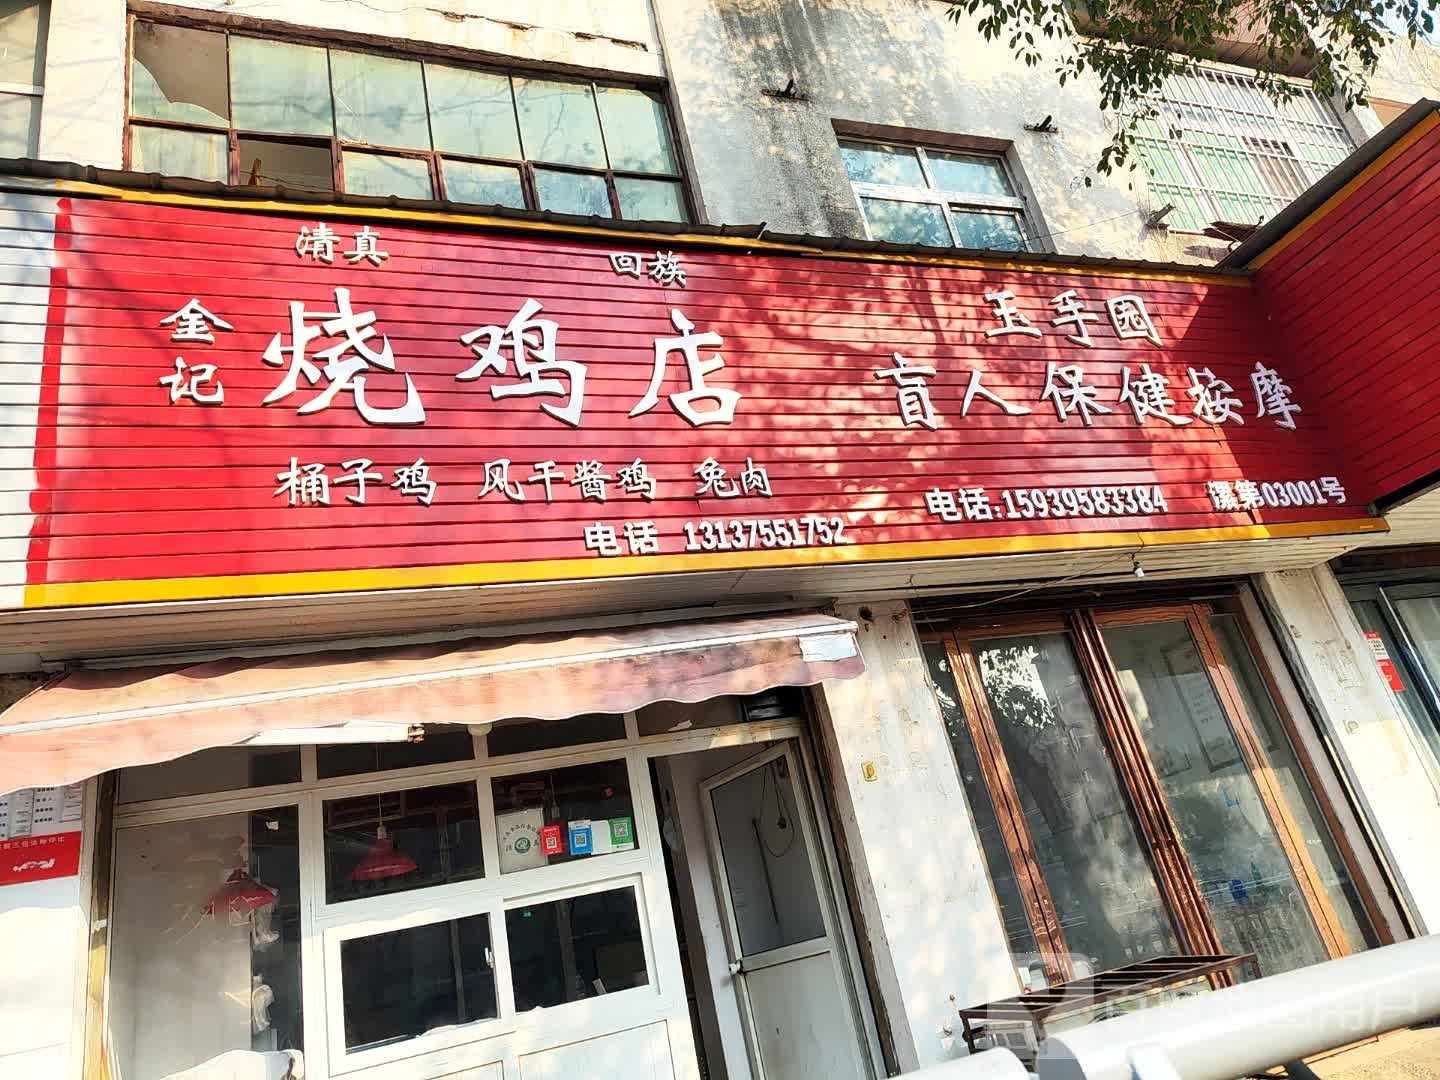 清真 回族
金记
烧鸡店
桶子鸡 风干酱鸡 兔肉
电话 13137551752
玉手园
盲人保健按摩
电话:15939583384 漯第03001号